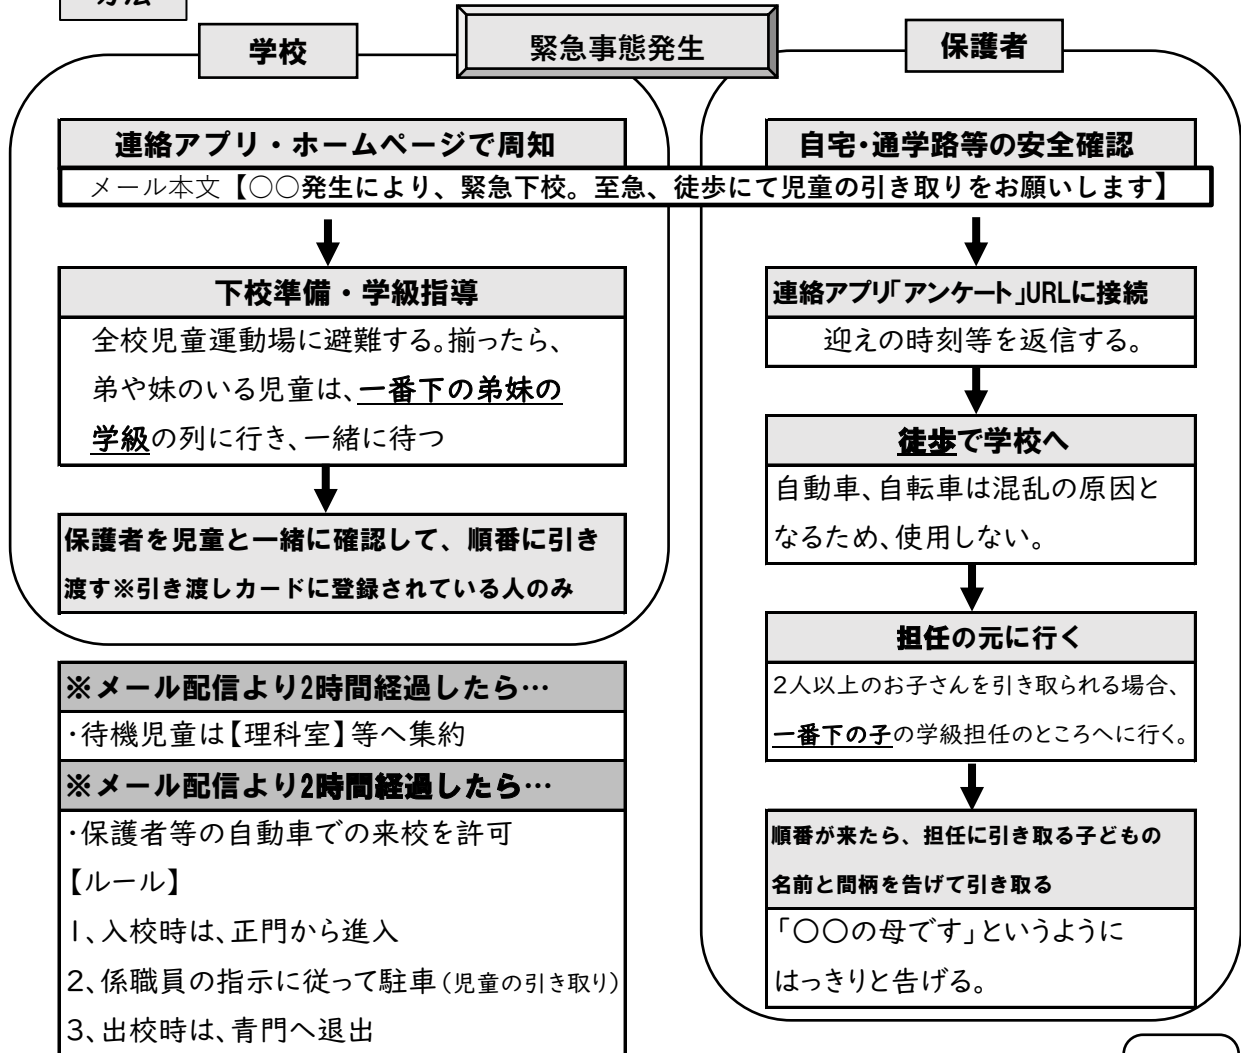 方法
緊急事態発生
学校
連絡アプリ・ホームページで周知
メール本文【○○発生により、緊急下校。至急、徒歩にて児童の引き取りをお願いします】
下校準備・学級指導
全校児童運動場に避難する。揃ったら、
弟や妹のいる児童は、一番下の弟妹の
学級の列に行き、一緒に待つ
保護者を児童と一緒に確認して、順番に引き
渡す※引き渡しカードに登録されている人のみ
※メール配信より2時間経過したら…
・待機児童は【理科室】等へ集約
※メール配信より2時間経過したら…
・保護者等の自動車での来校を許可
【ルール】
1、入校時は、正門から進入
2、係職員の指示に従って駐車(児童の引き取り)
3、出校時は、青門へ退出
保護者
自宅・通学路等の安全確認
連絡アプリ「アンケート」URLに接続
迎えの時刻等を返信する。
徒歩で学校へ
自動車、自転車は混乱の原因と
なるため、使用しない。
担任の元に行く
2人以上のお子さんを引き取られる場合、
一番下の子の学級担任のところへに行く。
順番が来たら、担任に引き取る子どもの
名前と間柄を告げて引き取る
「○○の母です」というように
はっきりと告げる。